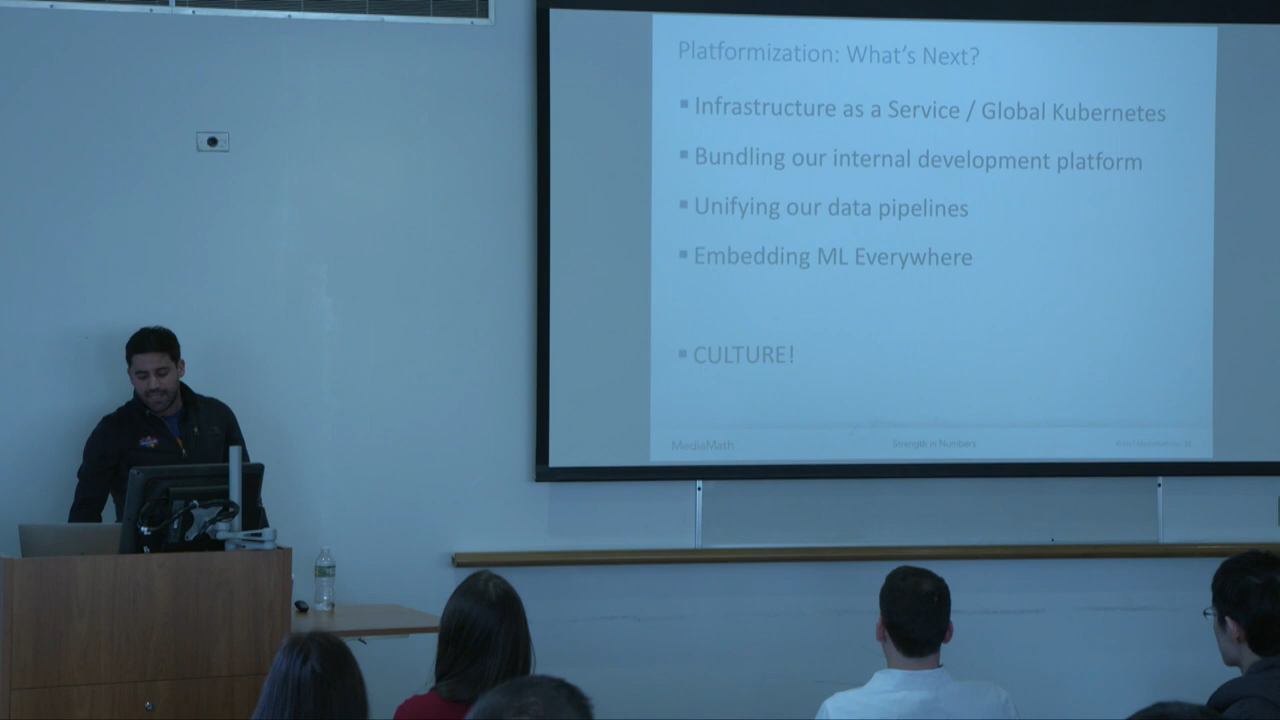 Platformization: What's Next?
▪ Infrastructure as a Service / Global Kubernetes
▪ Bundling our internal development platform
▪ Unifying our data pipelines
▪ Embedding ML Everywhere
▪ CULTURE!
MediaMath
Strength in Numbers